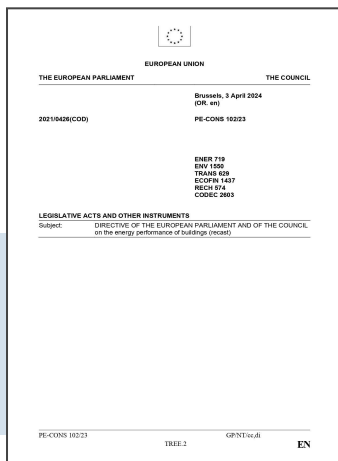 EUROPEAN UNION
THE EUROPEAN PARLIAMENT THE COUNCIL
Brussels, 3 April 2024
(OR. en)
2021/0426(COD) PE-CONS 102/23
ENER 719
ENV 1550
TRANS 629
ECOFIN 1437
RECH 574
CODEC 2603
LEGISLATIVE ACTS AND OTHER INSTRUMENTS
Subject: DIRECTIVE OF THE EUROPEAN PARLIAMENT AND OF THE COUNCIL
on the energy performance of buildings (recast)
PE-CONS 102/23 GP/NT/ec,di
TREE.2 EN